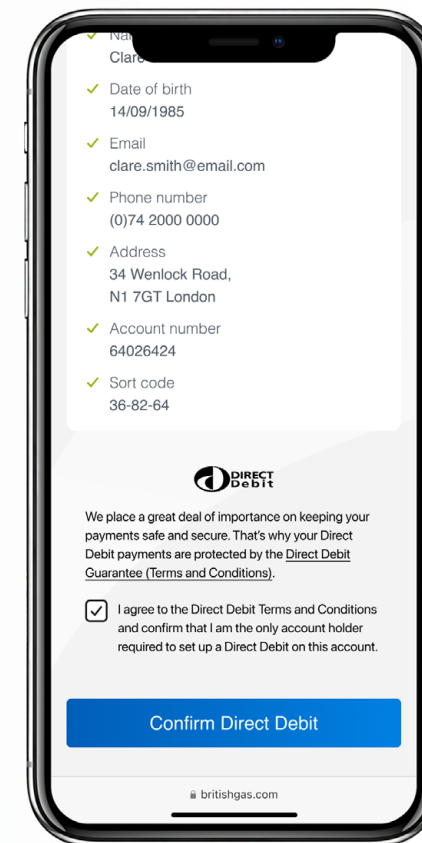 Clare
Date of birth
14/09/1985
Email
clare.smith@email.com
Phone number
(0)74 2000 0000
Address
34 Wenlock Road,
N1 7GT London
Account number
64026424
Sort code
36-82-64
DIRECT
Debit
We place a great deal of importance on keeping your
payments safe and secure. That's why your Direct
Debit payments are protected by the Direct Debit
Guarantee (Terms and Conditions).
I agree to the Direct Debit Terms and Conditions
and confirm that I am the only account holder
required to set up a Direct Debit on this account.
Confirm Direct Debit
britishgas.com